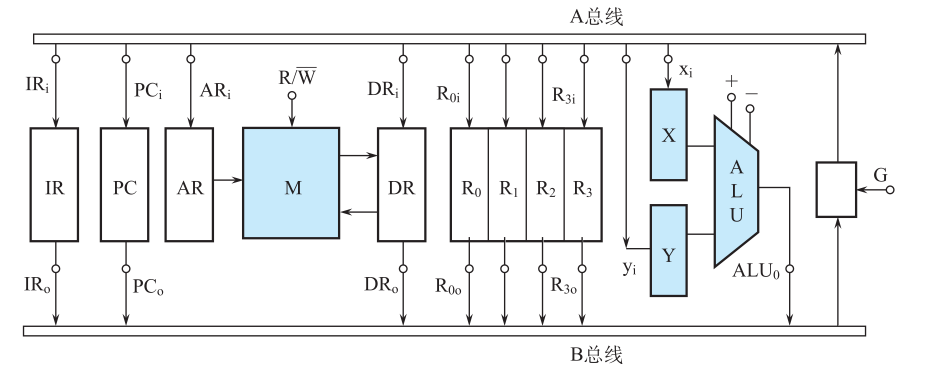 A总线
IRᵢ
PCᵢ
ARᵢ
R/W̅
DRᵢ
R₀ᵢ
R₃ᵢ
xᵢ
+
−
IR
PC
AR
M
DR
R₀
R₁
R₂
R₃
X
Y
ALU
G
yᵢ
IRₒ
PCₒ
DRₒ
R₀ₒ
R₃ₒ
ALU₀
B总线